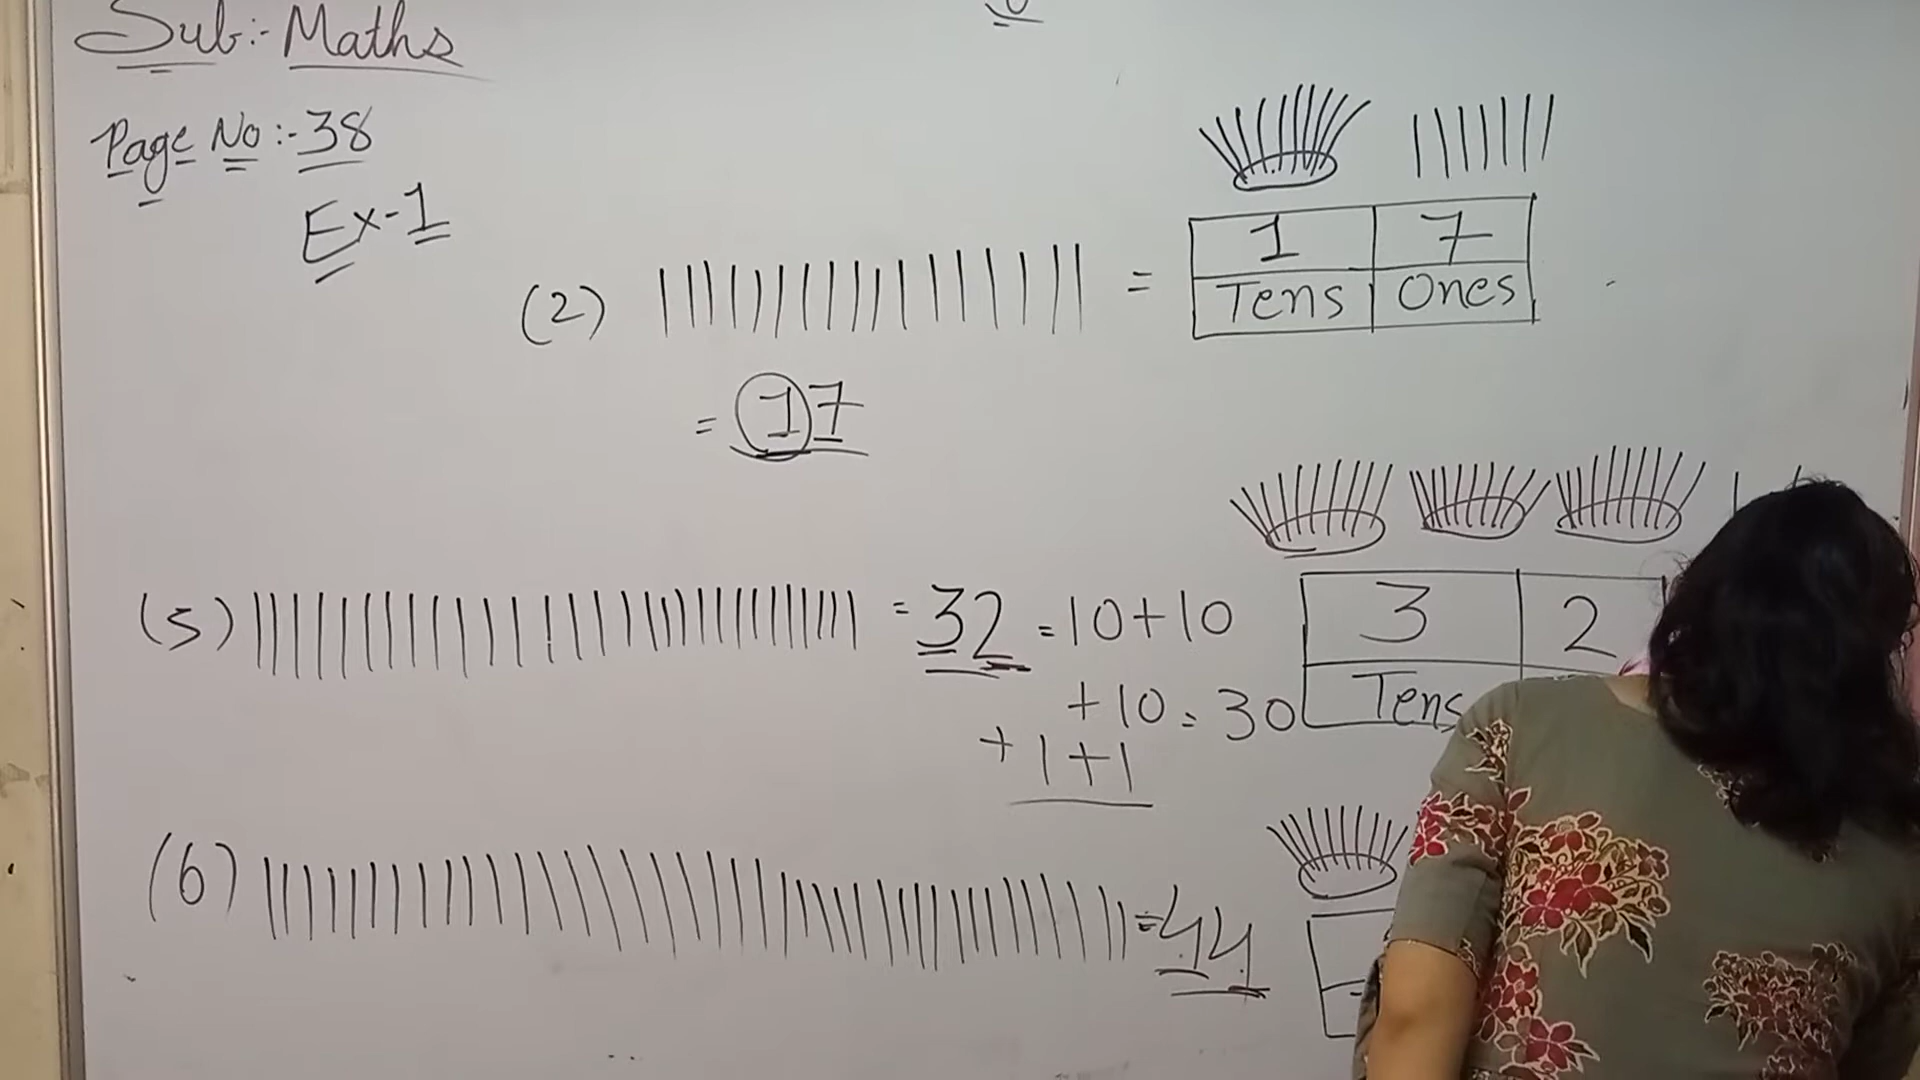 Sub:- Maths
Page No:- 38
Ex-1
(2) = 1 7
Tens Ones
= 17
(5) = 32 = 10+10
+10 = 30
+1+1
3 2
Tens
(6) = 44